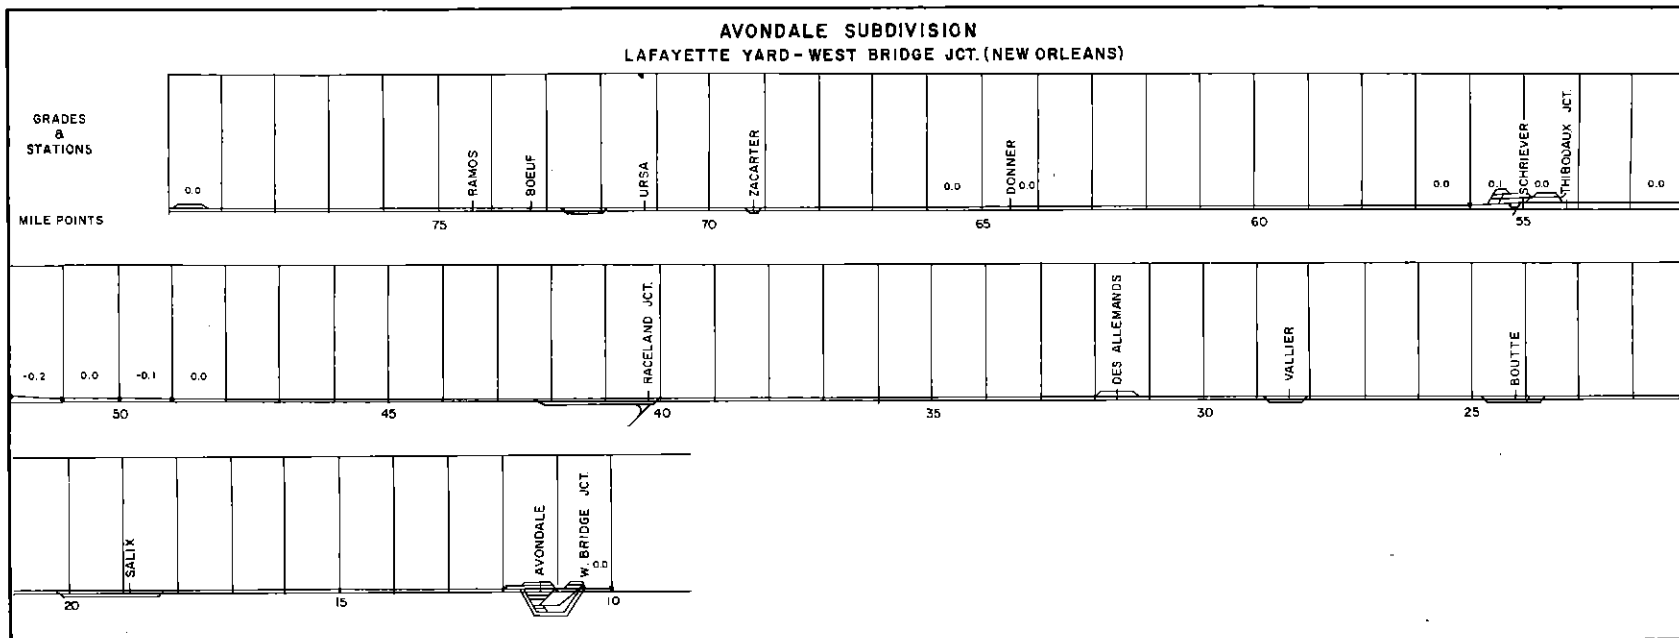 AVONDALE SUBDIVISION
LAFAYETTE YARD-WEST BRIDGE JCT. (NEW ORLEANS)
GRADES
&
STATIONS
RAMOS
BOEUF
URSA
ZACARTER
DONNER
SCHRIEVER
THIBODAUX JCT.
0.0
0.0
0.0
0.0
0.1
0.0
0.0
MILE POINTS
75
70
65
60
55
RACELAND JCT.
DES ALLEMANDS
VALLIER
BOUTTE
-0.2
0.0
-0.1
0.0
50
45
40
35
30
25
SALIX
AVONDALE
W. BRIDGE JCT.
0.0
20
15
10